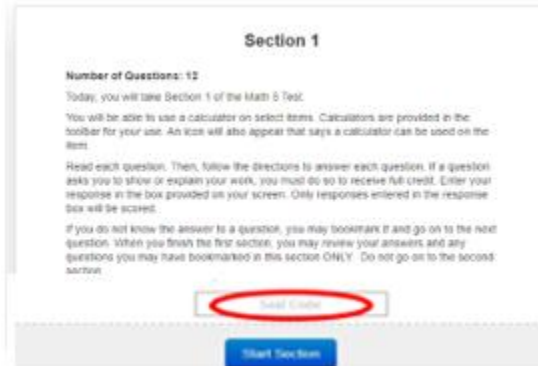 Section 1
Number of Questions: 12
Today, you will take Section 1 of the Math 5 Test.
You will be able to use a calculator on select items. Calculators are provided in the
toolbar for your use. An icon will also appear that says a calculator can be used on the
item.
Read each question. Then, follow the directions to answer each question. If a question
asks you to show or explain your work, you must do so to receive full credit. Enter your
response in the box provided on your screen. Only responses entered in the response
box will be scored.
If you do not know the answer to a question, you may bookmark it and go on to the next
question. When you finish the first section, you may review your answers and any
questions you may have bookmarked in this section ONLY. Do not go on to the second
section
Seal Code
Start Section